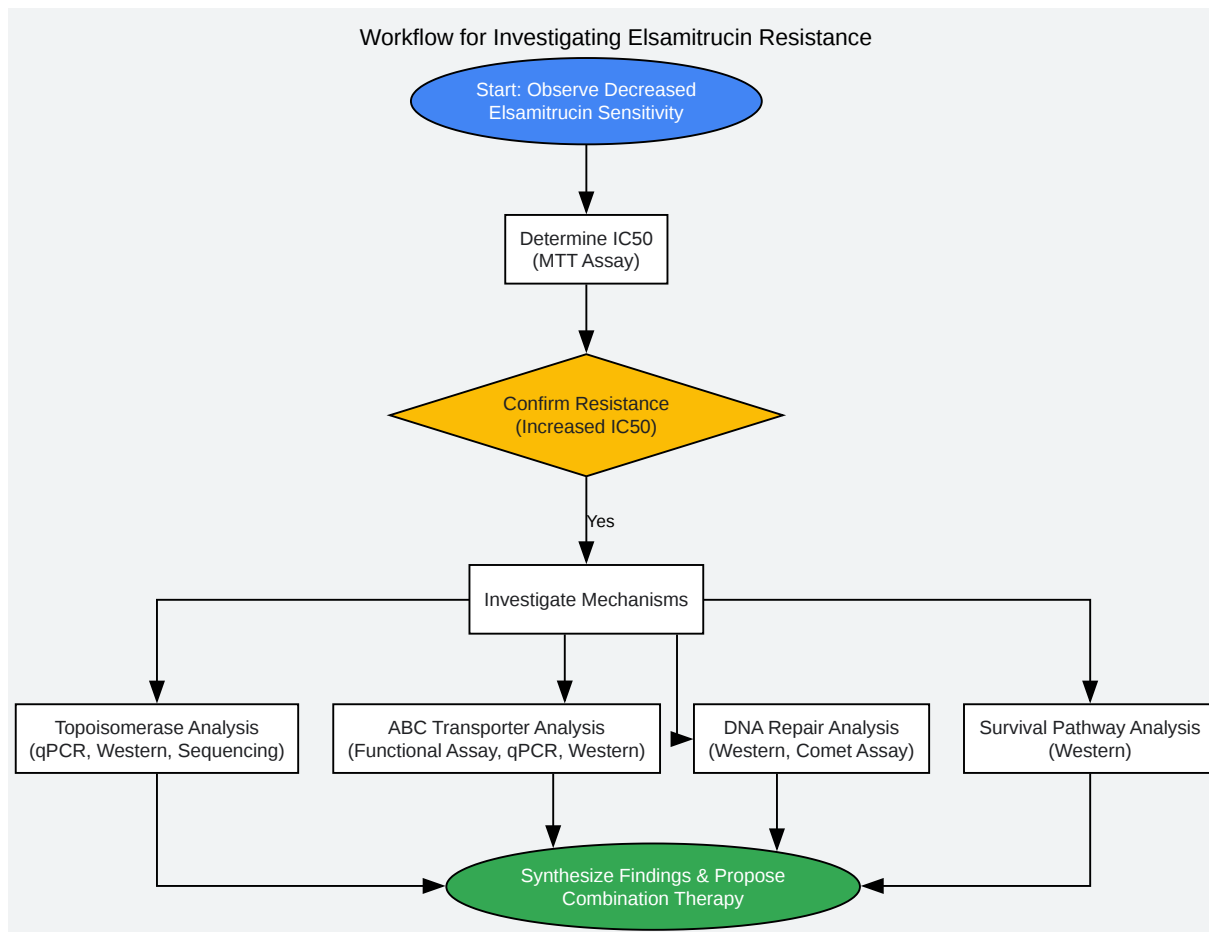 Workflow for Investigating Elsamitrucin Resistance
Start: Observe Decreased
Elsamitrucin Sensitivity
Determine IC50
(MTT Assay)
Confirm Resistance
(Increased IC50)
Yes
Investigate Mechanisms
Topoisomerase Analysis
(qPCR, Western, Sequencing)
ABC Transporter Analysis
(Functional Assay, qPCR, Western)
DNA Repair Analysis
(Western, Comet Assay)
Survival Pathway Analysis
(Western)
Synthesize Findings & Propose
Combination Therapy